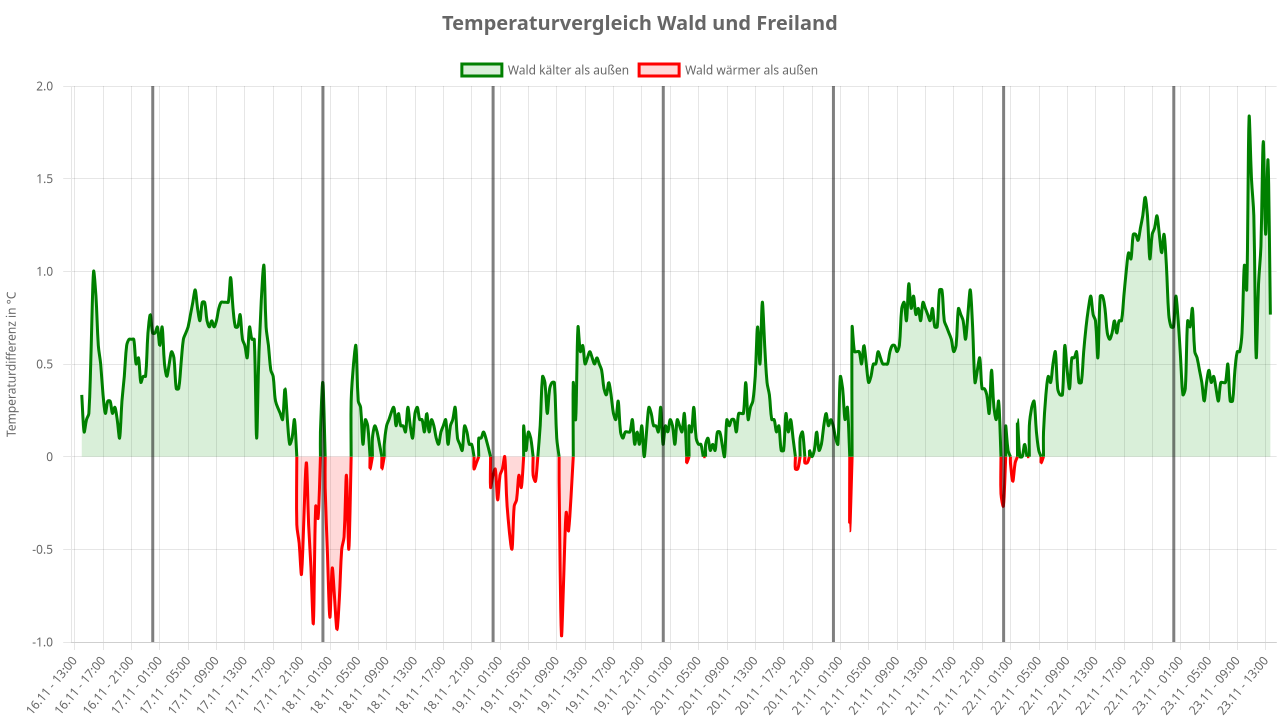 Temperaturvergleich Wald und Freiland
Wald kälter als außen
Wald wärmer als außen
Temperaturdifferenz in °C
2.0
1.5
1.0
0.5
0
-0.5
-1.0
16.11 - 13:00
16.11 - 17:00
16.11 - 21:00
17.11 - 01:00
17.11 - 05:00
17.11 - 09:00
17.11 - 13:00
17.11 - 17:00
17.11 - 21:00
18.11 - 01:00
18.11 - 05:00
18.11 - 09:00
18.11 - 13:00
18.11 - 17:00
18.11 - 21:00
19.11 - 01:00
19.11 - 05:00
19.11 - 09:00
19.11 - 13:00
19.11 - 17:00
19.11 - 21:00
20.11 - 01:00
20.11 - 05:00
20.11 - 09:00
20.11 - 13:00
20.11 - 17:00
20.11 - 21:00
21.11 - 01:00
21.11 - 05:00
21.11 - 09:00
21.11 - 13:00
21.11 - 17:00
21.11 - 21:00
22.11 - 01:00
22.11 - 05:00
22.11 - 09:00
22.11 - 13:00
22.11 - 17:00
22.11 - 21:00
23.11 - 01:00
23.11 - 05:00
23.11 - 09:00
23.11 - 13:00